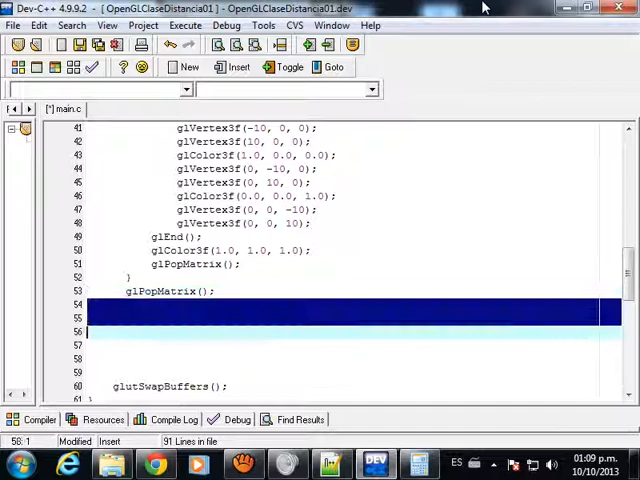 Dev-C++ 4.9.9.2 - [ OpenGLClaseDistancia01 ] - OpenGLClaseDistancia01.dev
File Edit Search View Project Execute Debug Tools CVS Window Help
New Insert Toggle Goto
[*] main.c
41 glVertex3f(-10, 0, 0);
42 glVertex3f(10, 0, 0);
43 glColor3f(1.0, 0.0, 0.0);
44 glVertex3f(0, -10, 0);
45 glVertex3f(0, 10, 0);
46 glColor3f(0.0, 0.0, 1.0);
47 glVertex3f(0, 0, -10);
48 glVertex3f(0, 0, 10);
49 glEnd();
50 glColor3f(1.0, 1.0, 1.0);
51 glPopMatrix();
52 }
53 glPopMatrix();
54
55
56
57
58
59
60 glutSwapBuffers();
61 }
Compiler Resources Compile Log Debug Find Results
58: 1 Modified Insert 91 Lines in file
DEV ES 01:09 p.m.
10/10/2013